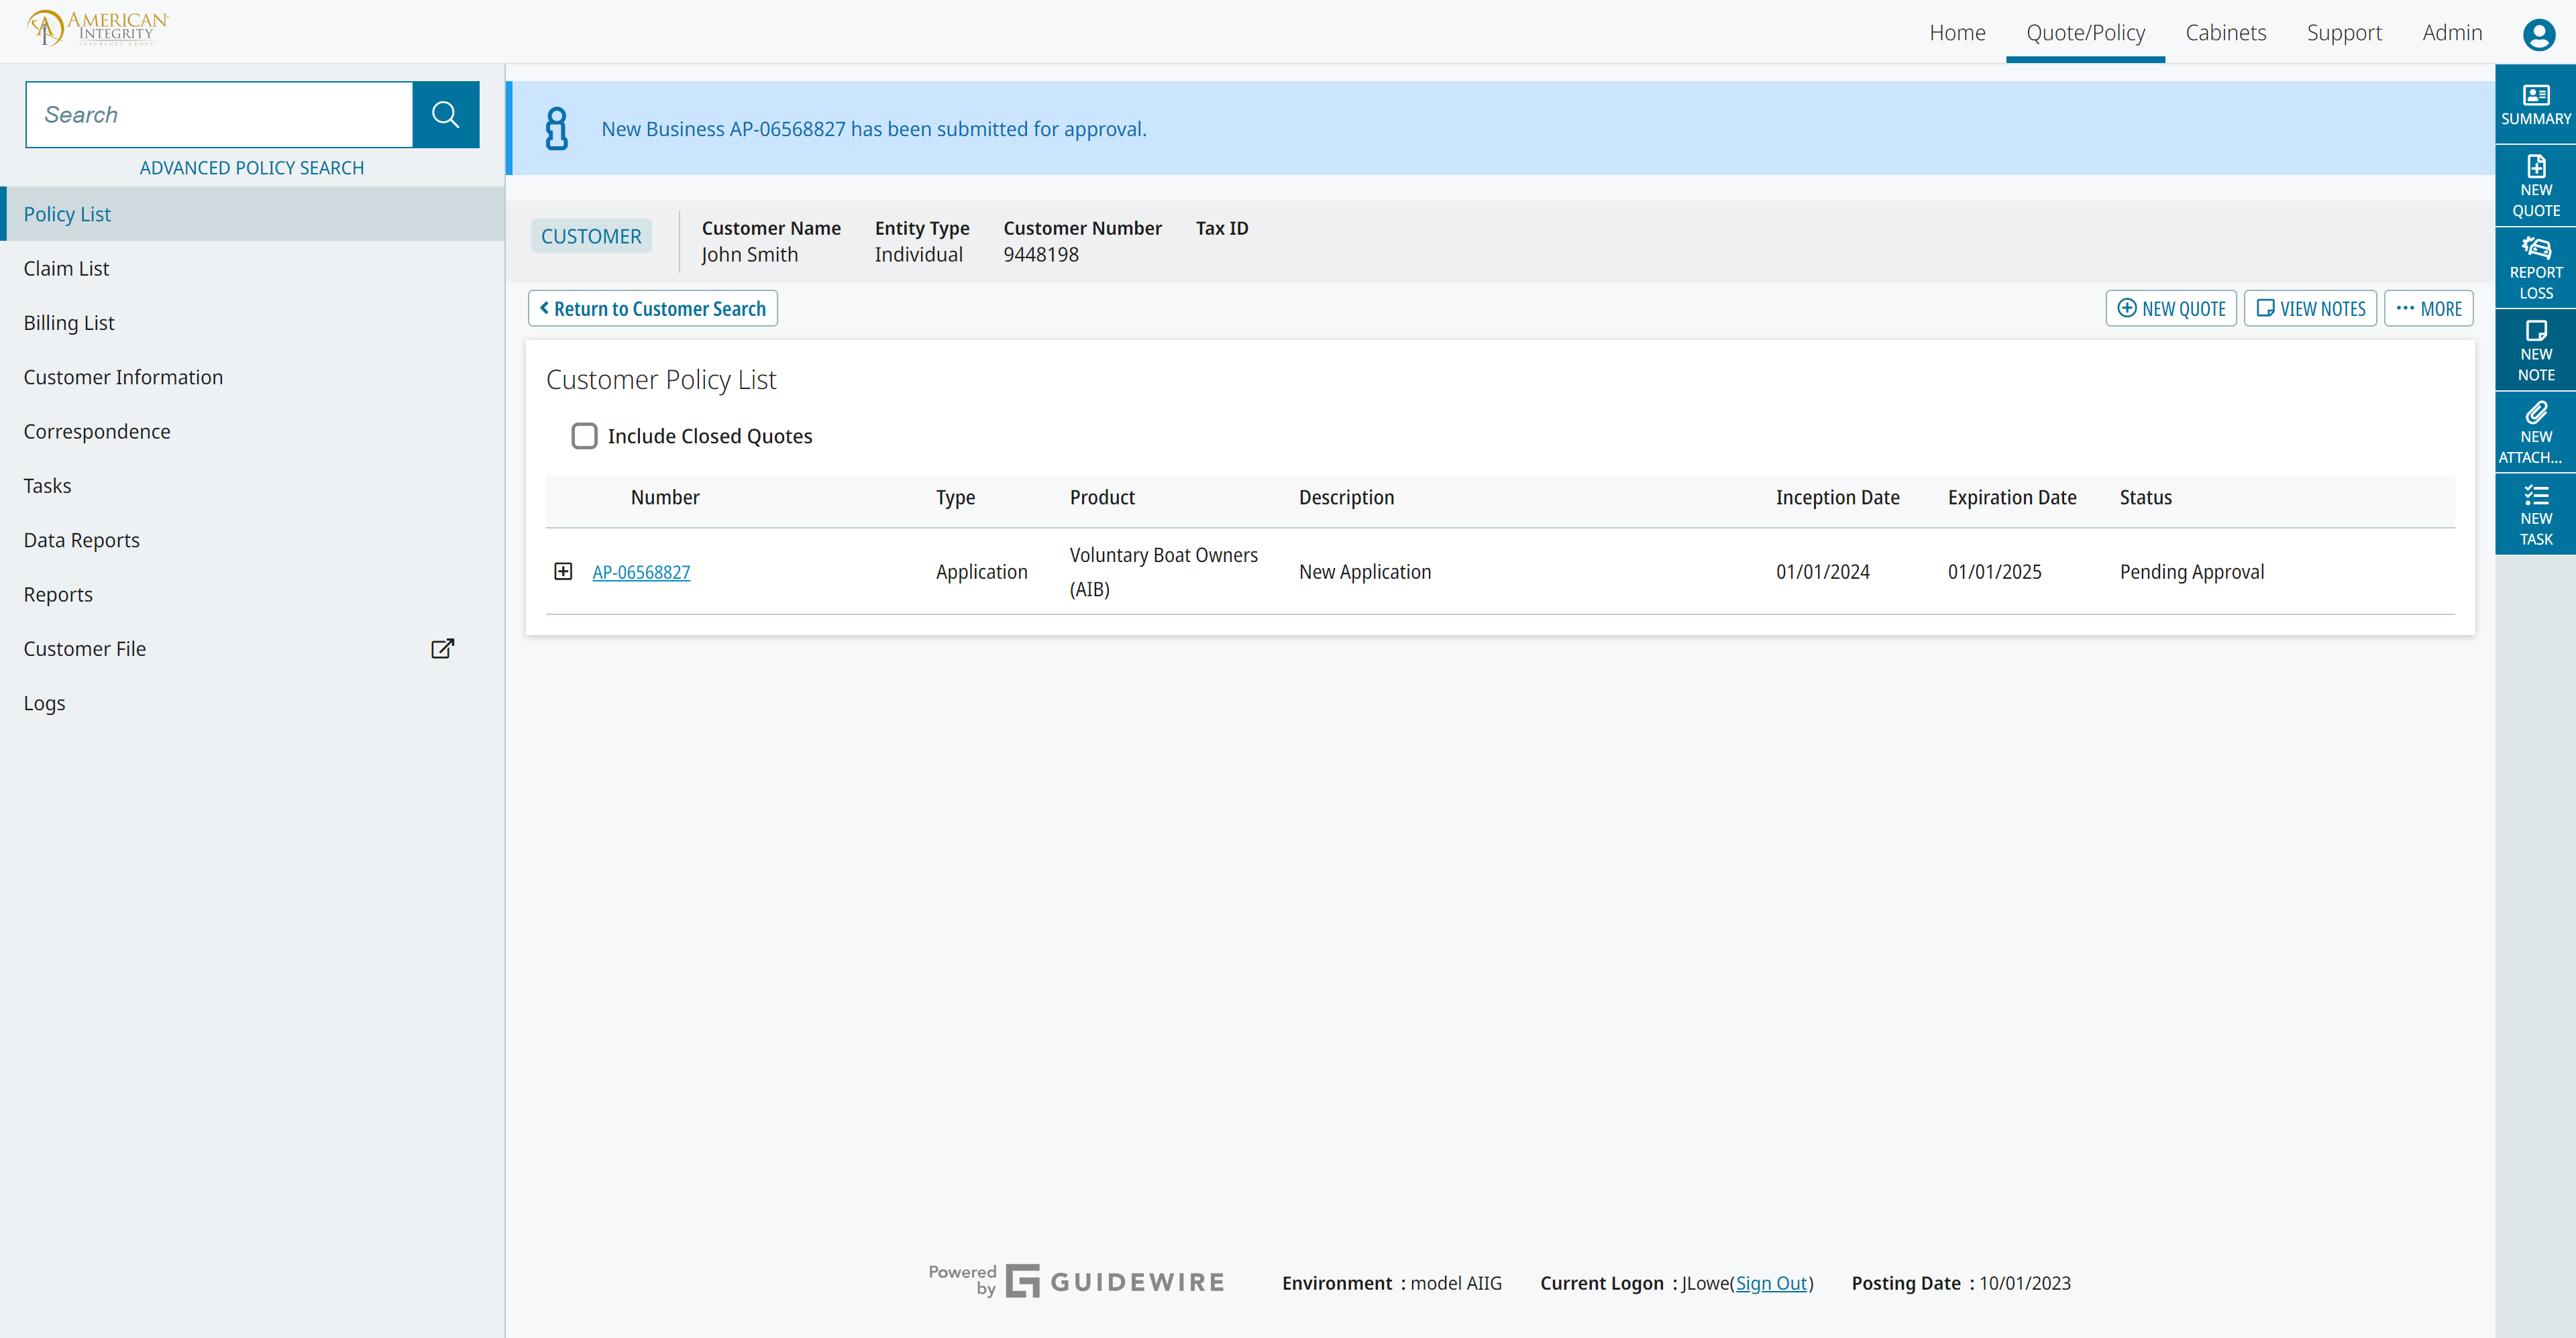 AMERICAN
INTEGRITY
INSURANCE GROUP
Home
Quote/Policy
Cabinets
Support
Admin
Search
ADVANCED POLICY SEARCH
Policy List
Claim List
Billing List
Customer Information
Correspondence
Tasks
Data Reports
Reports
Customer File
Logs
New Business AP-06568827 has been submitted for approval.
CUSTOMER
Customer Name Entity Type Customer Number Tax ID
John Smith Individual 9448198
Return to Customer Search
NEW QUOTE
VIEW NOTES
MORE
Customer Policy List
Include Closed Quotes
Number Type Product Description Inception Date Expiration Date Status
AP-06568827 Application Voluntary Boat Owners New Application 01/01/2024 01/01/2025 Pending Approval
(AIB)
SUMMARY
NEW
QUOTE
REPORT
LOSS
NEW
NOTE
NEW
ATTACH...
NEW
TASK
Powered
by
GUIDEWIRE
Environment : model AIIG Current Logon : JLowe(Sign Out) Posting Date : 10/01/2023